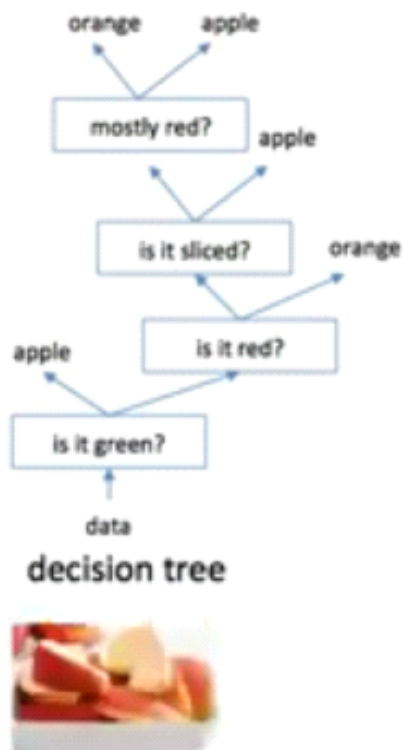 orange apple
mostly red?
apple
is it sliced?
orange
is it red?
apple
is it green?
data
decision tree